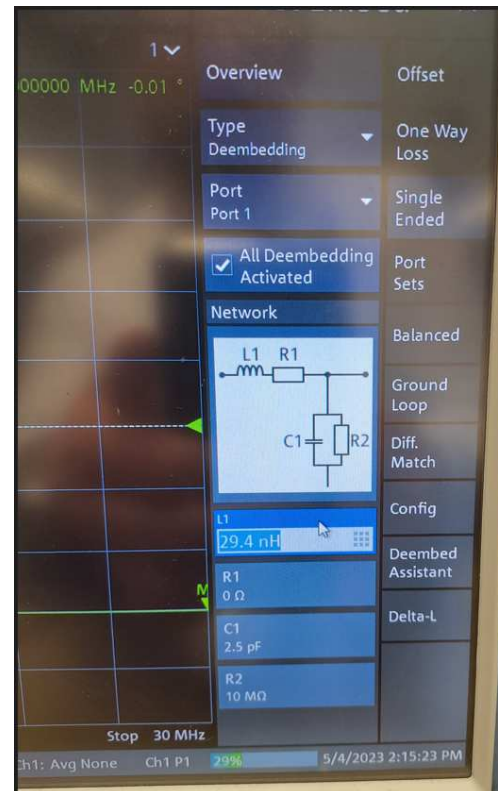 1
00000 MHz -0.01 °
Overview
Type
Deembedding
Port
Port 1
All Deembedding
Activated
Network
L1 R1
C1 R2
L1
29.4 nH
R1
0 Ω
C1
2.5 pF
R2
10 MΩ
Offset
One Way
Loss
Single
Ended
Port
Sets
Balanced
Ground
Loop
Diff.
Match
Config
Deembed
Assistant
Delta-L
M
Stop 30 MHz
Ch1: Avg None Ch1 P1 29% 5/4/2023 2:15:23 PM